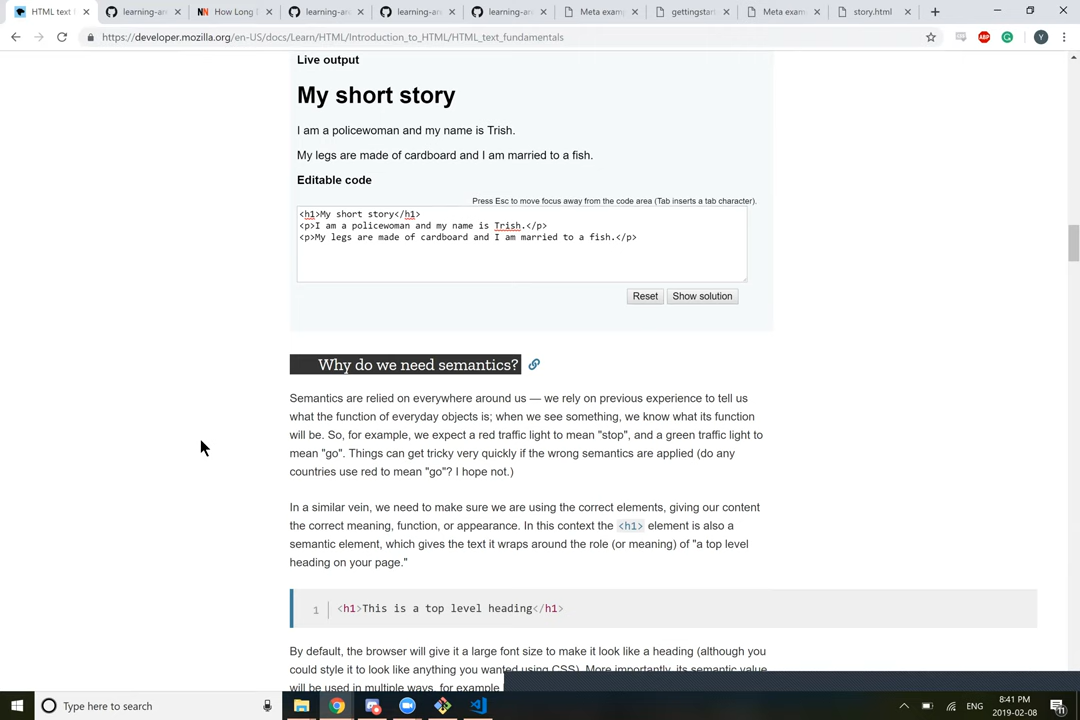 HTML text f
learning-an
How Long
learning-an
learning-an
learning-an
Meta exam
gettingstart
Meta exam
story.html
https://developer.mozilla.org/en-US/docs/Learn/HTML/Introduction_to_HTML/HTML_text_fundamentals
ABP
Y
Live output
My short story
I am a policewoman and my name is Trish.
My legs are made of cardboard and I am married to a fish.
Editable code
Press Esc to move focus away from the code area (Tab inserts a tab character).
<h1>My short story</h1>
<p>I am a policewoman and my name is Trish.</p>
<p>My legs are made of cardboard and I am married to a fish.</p>
Reset Show solution
Why do we need semantics?
Semantics are relied on everywhere around us — we rely on previous experience to tell us
what the function of everyday objects is; when we see something, we know what its function
will be. So, for example, we expect a red traffic light to mean "stop", and a green traffic light to
mean "go". Things can get tricky very quickly if the wrong semantics are applied (do any
countries use red to mean "go"? I hope not.)
In a similar vein, we need to make sure we are using the correct elements, giving our content
the correct meaning, function, or appearance. In this context the <h1> element is also a
semantic element, which gives the text it wraps around the role (or meaning) of "a top level
heading on your page."
1 <h1>This is a top level heading</h1>
By default, the browser will give it a large font size to make it look like a heading (although you
could style it to look like anything you wanted using CSS). More importantly, its semantic value
will be used in multiple ways, for example
Type here to search
ENG
8:41 PM
2019-02-08